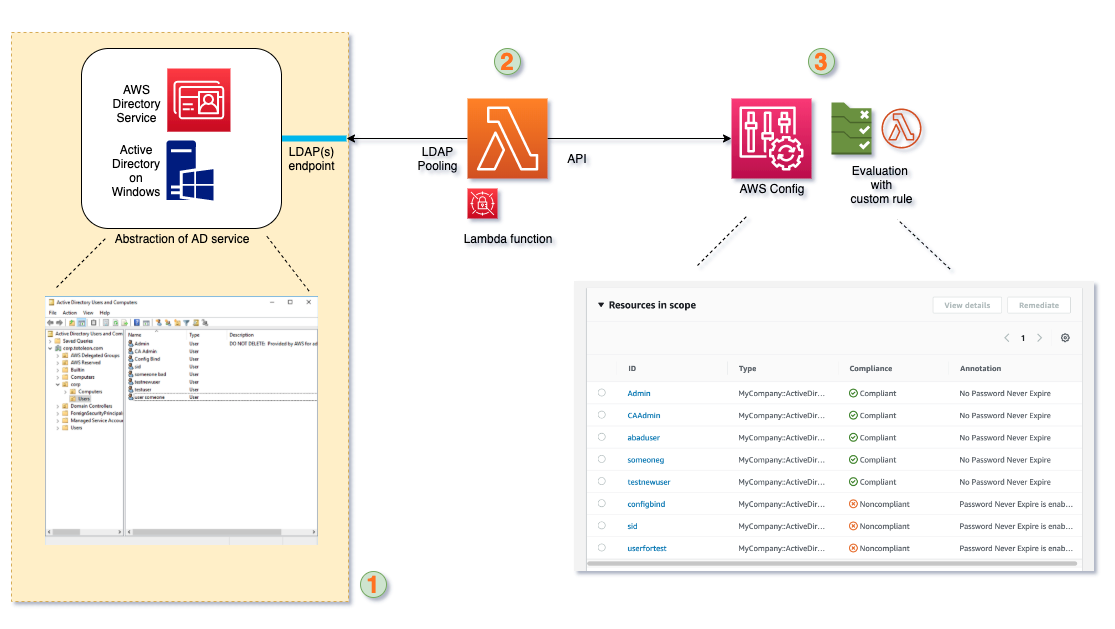 AWS
Directory
Service
Active
Directory
on
Windows
LDAP(s)
endpoint
Abstraction of AD service
Active Directory Users and Computers
File Action View Help
Active Directory Users and Com
Saved Queries
corp.tstoleon.com
AWS Delegated Groups
AWS Reserved
Builtin
Computers
corp
Computers
Users
Domain Controllers
ForeignSecurityPrincipal
Managed Service Accou
Users
Name Type Description
Admin User DO NOT DELETE: Provided by AWS for ad
CA Admin User
Config Bind User
sid User
someeone bad User
testnewuser User
testuser User
user someone User
1
2
LDAP
Pooling
API
Lambda function
3
AWS Config
Evaluation
with
custom rule
Resources in scope
View details
Remediate
1
ID Type Compliance Annotation
Admin MyCompany::ActiveDir... Compliant No Password Never Expire
CAAdmin MyCompany::ActiveDir... Compliant No Password Never Expire
abaduser MyCompany::ActiveDir... Compliant No Password Never Expire
someoneg MyCompany::ActiveDir... Compliant No Password Never Expire
testnewuser MyCompany::ActiveDir... Compliant No Password Never Expire
configbind MyCompany::ActiveDir... Noncompliant Password Never Expire is enab...
sid MyCompany::ActiveDir... Noncompliant Password Never Expire is enab...
userfortest MyCompany::ActiveDir... Noncompliant Password Never Expire is enab...